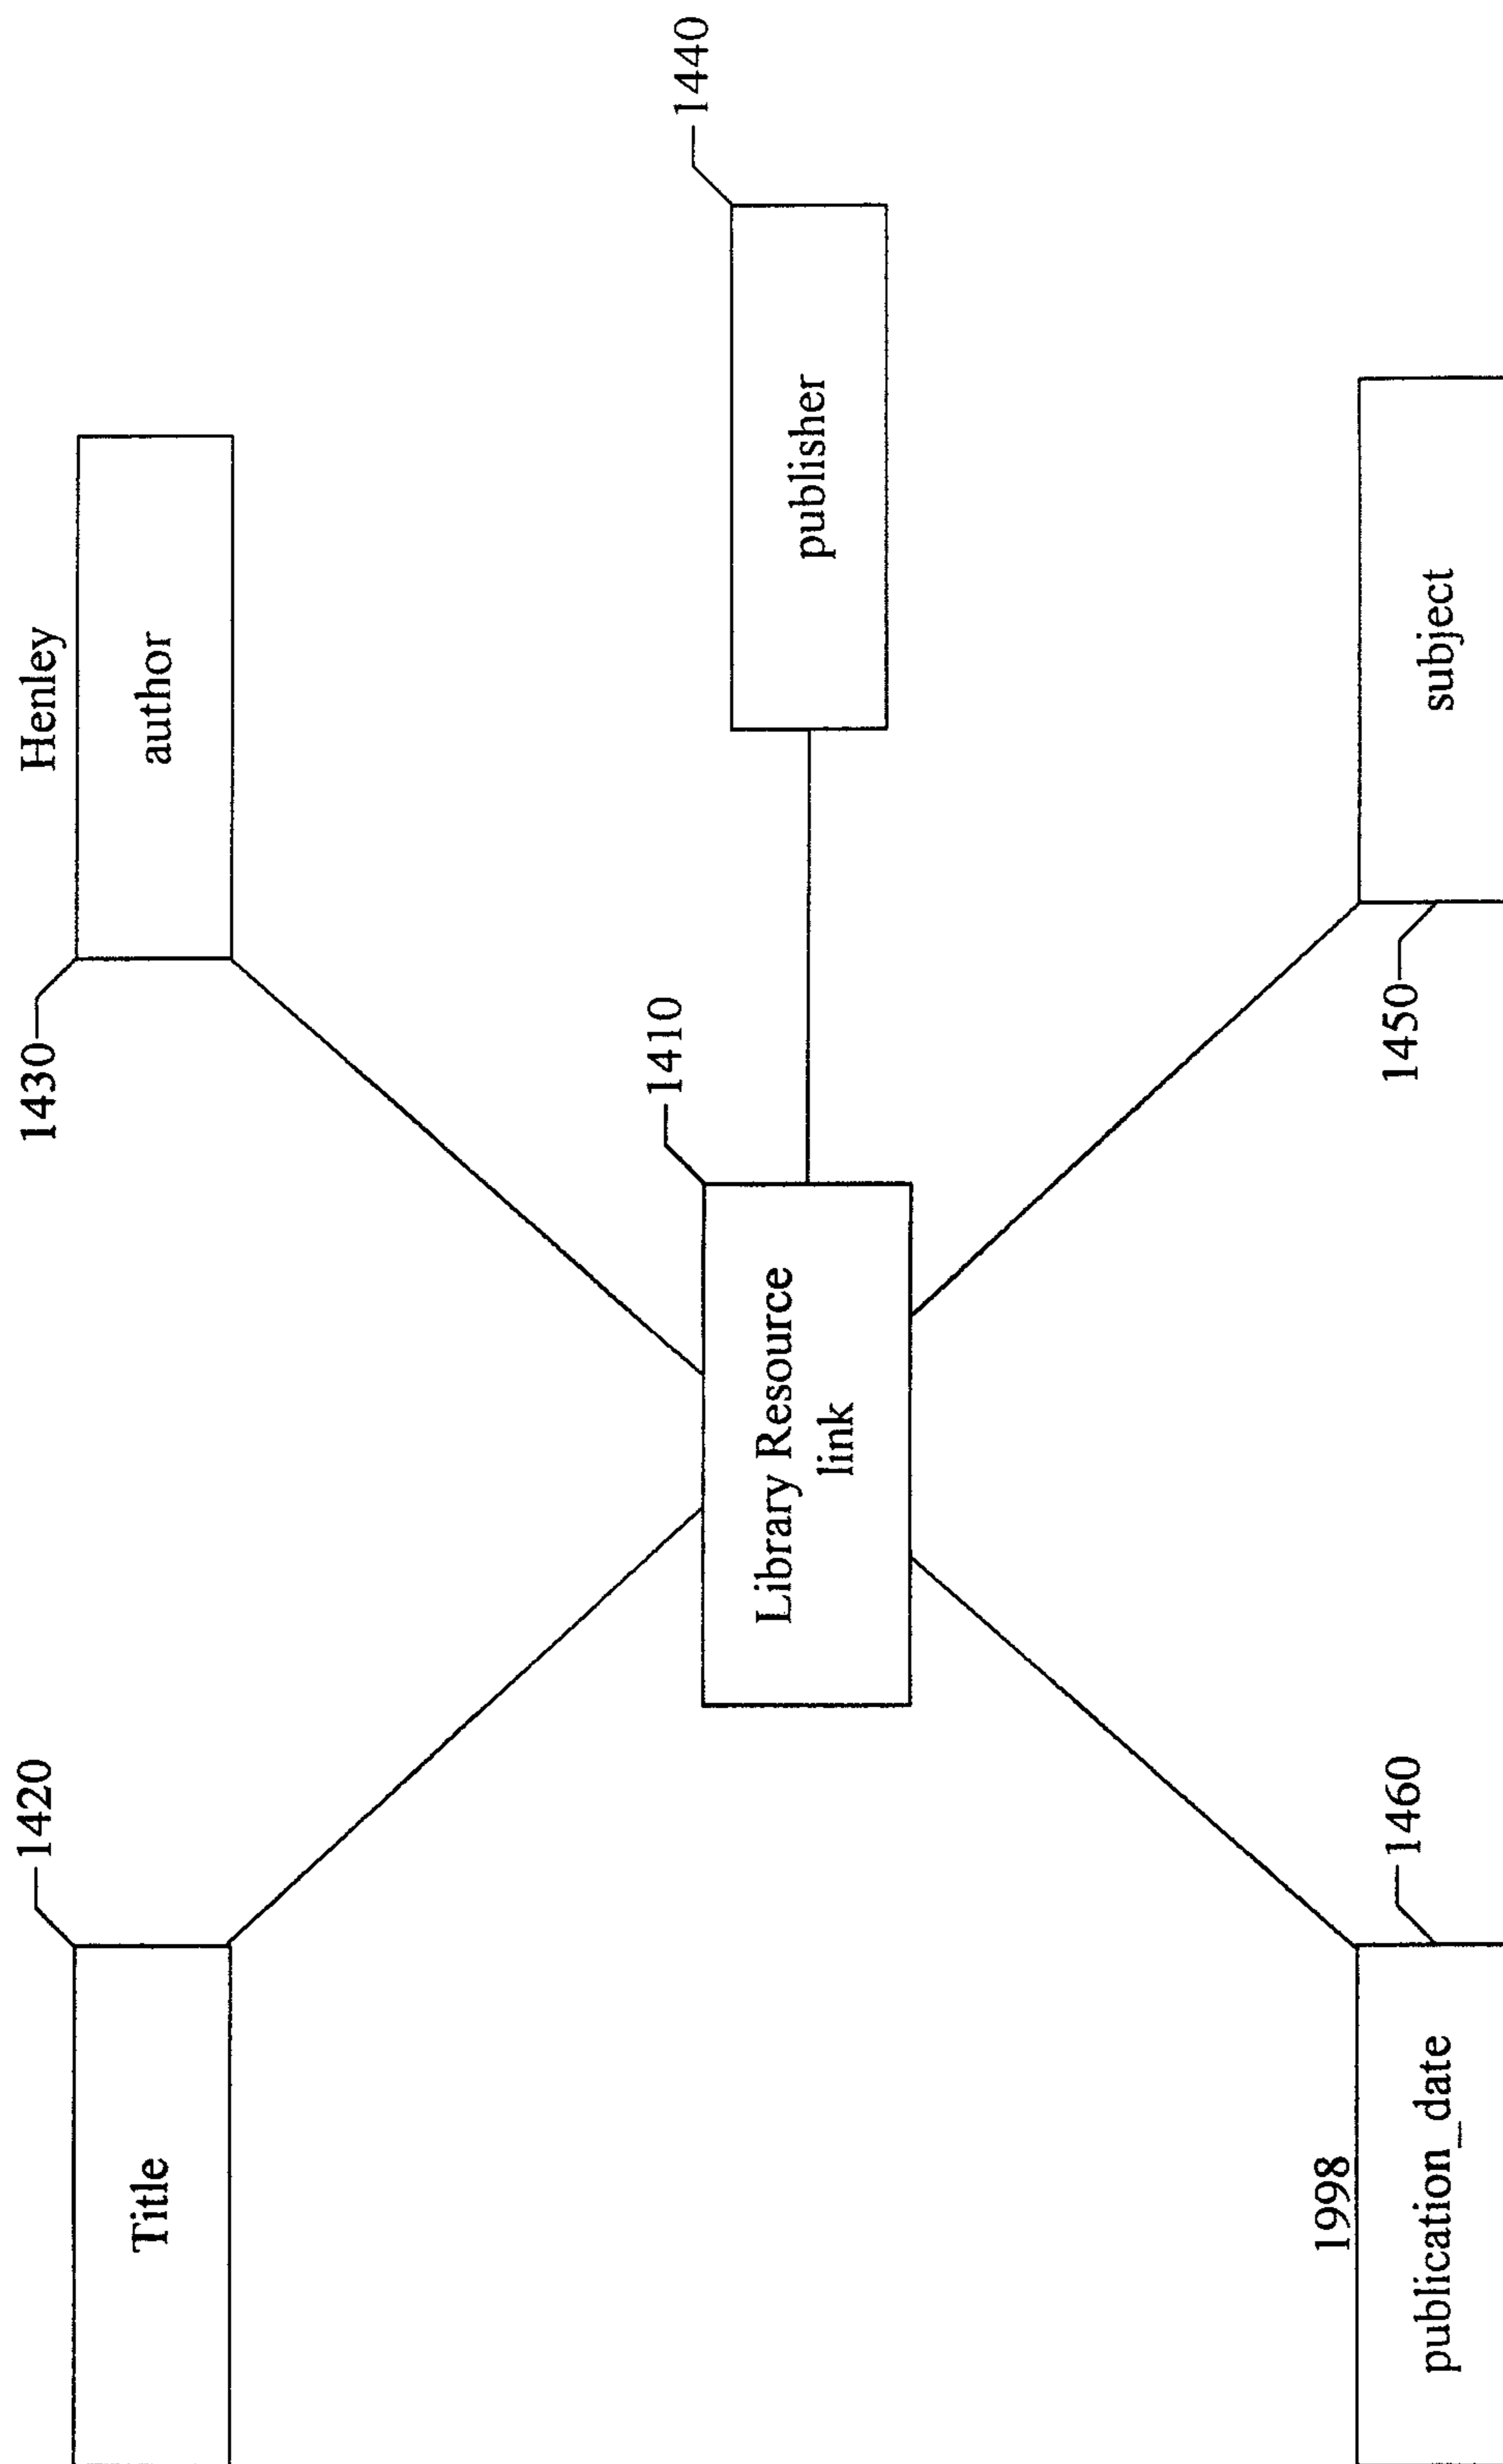 1420
Title
Henley
1430
author
1410
Library Resource
link
1440
publisher
1998
1460
publication_date
1450
subject